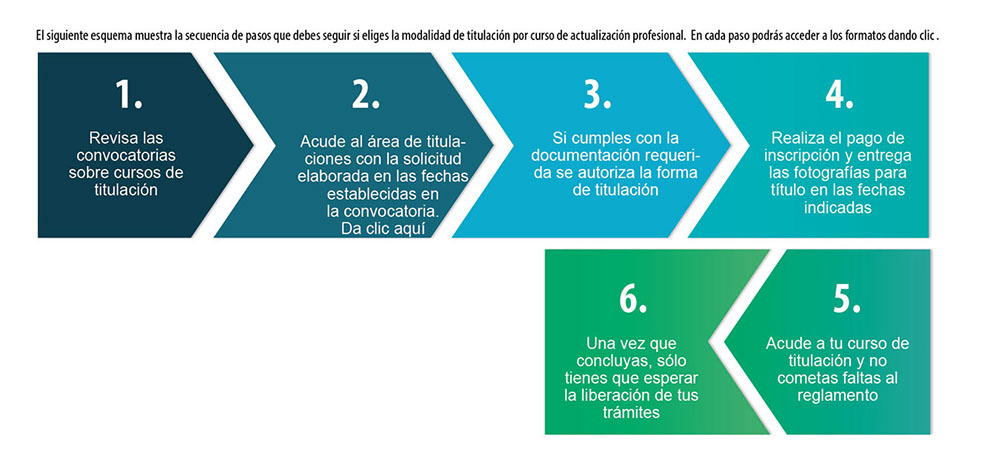 El siguiente esquema muestra la secuencia de pasos que debes seguir si eliges la modalidad de titulación por curso de actualización profesional. En cada paso podrás acceder a los formatos dando clic .
1.
Revisa las
convocatorias
sobre cursos de
titulación
2.
Acude al área de titula-
ciones con la solicitud
elaborada en las fechas
establecidas en
la convocatoria.
Da clic aquí
3.
Si cumples con la
documentación requeri-
da se autoriza la forma
de titulación
4.
Realiza el pago de
inscripción y entrega
las fotografías para
título en las fechas
indicadas
5.
Acude a tu curso de
titulación y no
cometas faltas al
reglamento
6.
Una vez que
concluyas, sólo
tienes que esperar
la liberación de tus
trámites